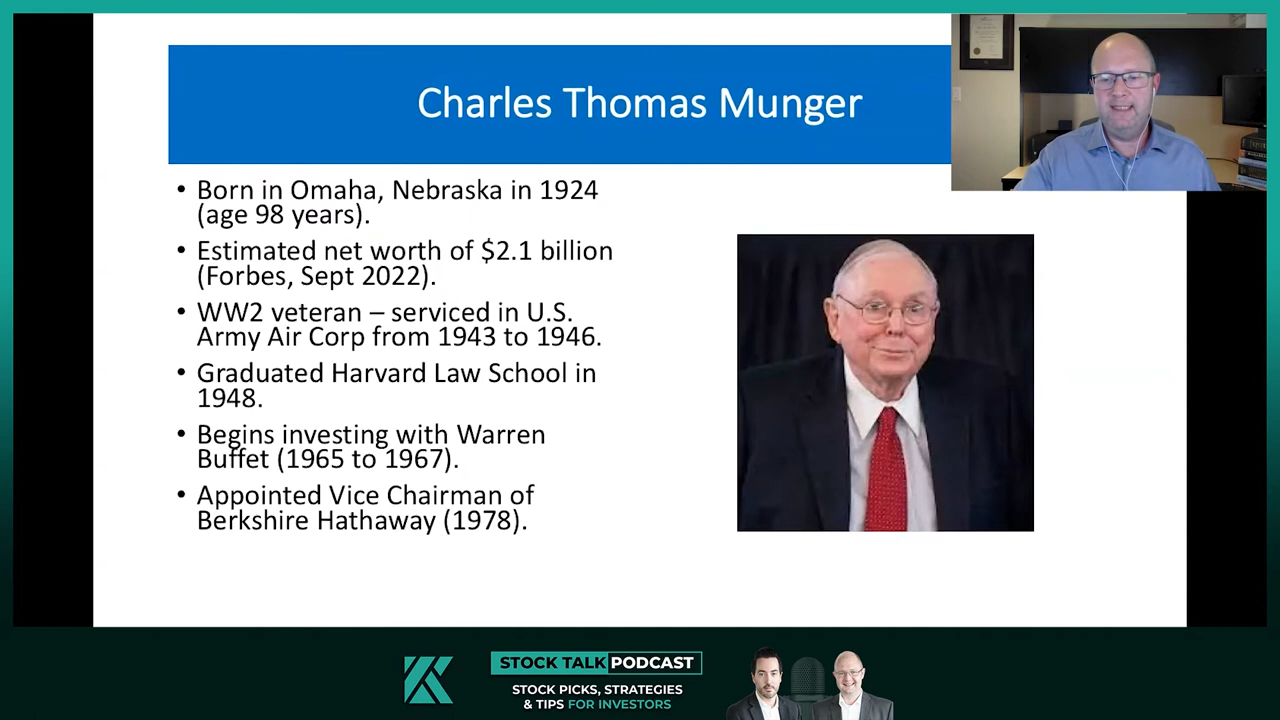 Charles Thomas Munger
• Born in Omaha, Nebraska in 1924
(age 98 years).
• Estimated net worth of $2.1 billion
(Forbes, Sept 2022).
• WW2 veteran – serviced in U.S.
Army Air Corp from 1943 to 1946.
• Graduated Harvard Law School in
1948.
• Begins investing with Warren
Buffet (1965 to 1967).
• Appointed Vice Chairman of
Berkshire Hathaway (1978).
STOCK TALK PODCAST
STOCK PICKS, STRATEGIES
& TIPS FOR INVESTORS